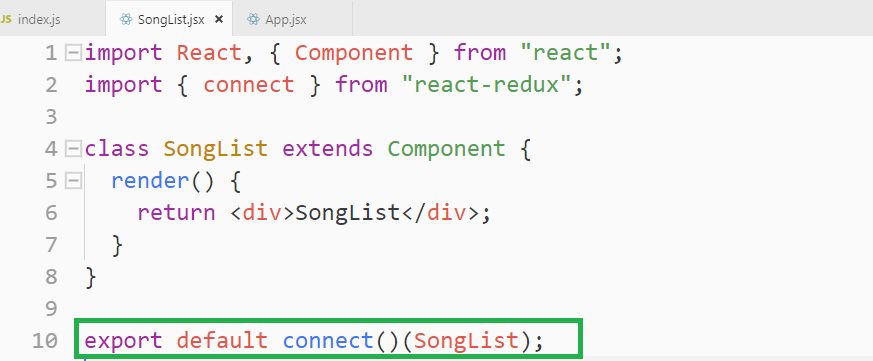 JS index.js SongList.jsx × App.jsx
1 import React, { Component } from "react";
2 import { connect } from "react-redux";
3
4 class SongList extends Component {
5 render() {
6 return <div>SongList</div>;
7 }
8 }
9
10 export default connect()(SongList);